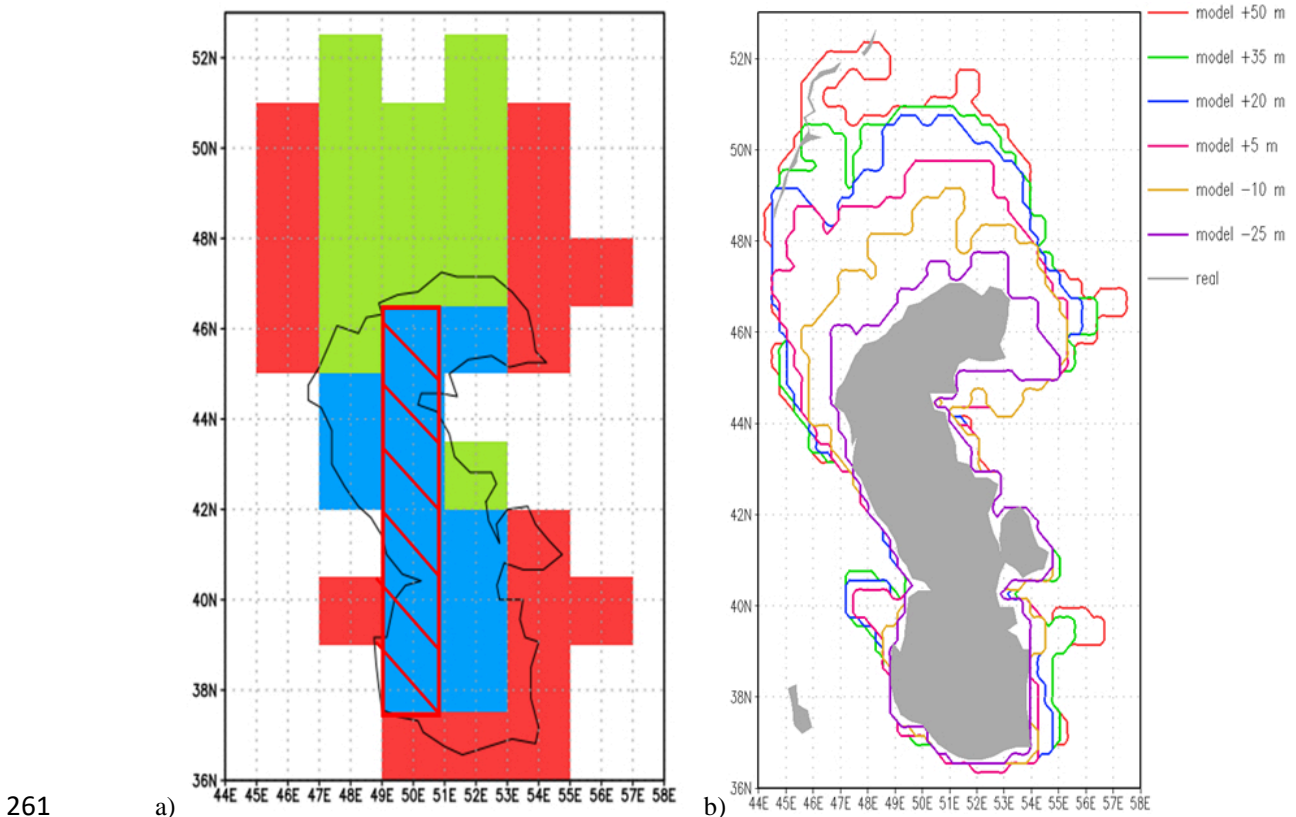 52N
50N
48N
46N
44N
42N
40N
38N
36N
44E 45E 46E 47E 48E 49E 50E 51E 52E 53E 54E 55E 56E 57E 58E
52N
50N
48N
46N
44N
42N
40N
38N
36N
44E 45E 46E 47E 48E 49E 50E 51E 52E 53E 54E 55E 56E 57E 58E
model +50 m
model +35 m
model +20 m
model +5 m
model −10 m
model −25 m
real
261 a) b)